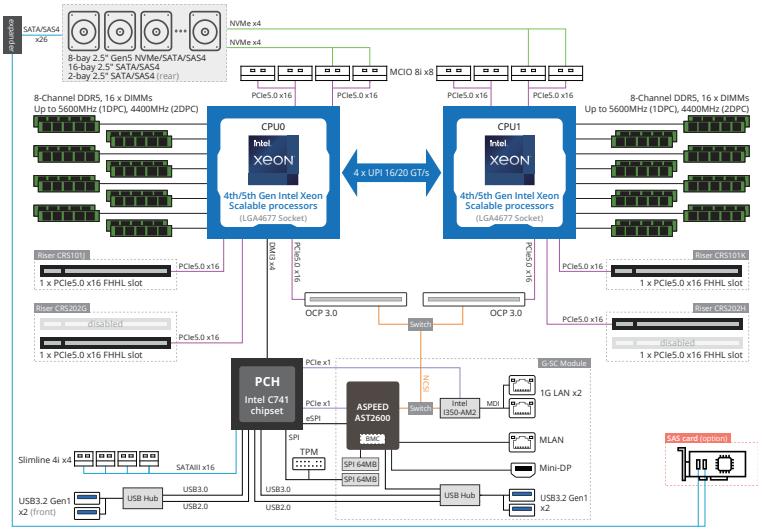 expander
SATA/SAS4
x26
8-bay 2.5" Gen5 NVMe/SATA/SAS4
16-bay 2.5" SATA/SAS4
2-bay 2.5" SATA/SAS4 (rear)
NVMe x4
NVMe x4
MCIO 8i x8
PCIe5.0 x16
PCIe5.0 x16
PCIe5.0 x16
PCIe5.0 x16
8-Channel DDR5, 16 x DIMMs
Up to 5600MHz (1DPC), 4400MHz (2DPC)
8-Channel DDR5, 16 x DIMMs
Up to 5600MHz (1DPC), 4400MHz (2DPC)
CPU0
intel
xeon
4th/5th Gen Intel Xeon
Scalable processors
(LGA4677 Socket)
4 x UPI 16/20 GT/s
CPU1
intel
xeon
4th/5th Gen Intel Xeon
Scalable processors
(LGA4677 Socket)
Riser CRS101J
PCIe5.0 x16
1 x PCIe5.0 x16 FHHL slot
DMI3 x4
PCIe5.0 x16
PCIe5.0 x16
Riser CRS101K
PCIe5.0 x16
1 x PCIe5.0 x16 FHHL slot
Riser CRS202G
disabled
PCIe5.0 x16
1 x PCIe5.0 x16 FHHL slot
OCP 3.0
OCP 3.0
Switch
Riser CRS202H
PCIe5.0 x16
disabled
1 x PCIe5.0 x16 FHHL slot
PCH
Intel C741
chipset
PCIe x1
PCIe x1
eSPI
SPI
G-SC Module
NCSI
ASPEED
AST2600
BMC
Switch
Intel
I350-AM2
MDI
1G LAN x2
MLAN
Mini-DP
TPM
SPI 64MB
SPI 64MB
SAS card (option)
Slimline 4i x4
SATAIII x16
USB3.2 Gen1
x2 (front)
USB Hub
USB3.0
USB2.0
USB3.0
USB2.0
USB Hub
USB3.2 Gen1
x2